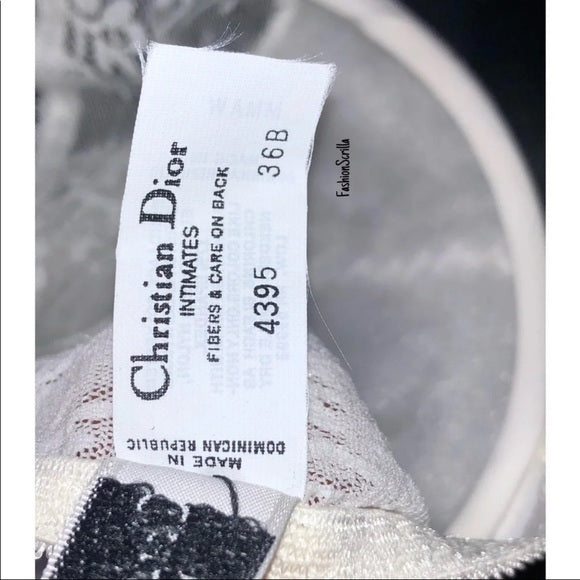 Christian Dior
INTIMATES
FIBERS & CARE ON BACK
4395 36B
MADE IN
DOMINICAN REPUBLIC
FashionScrilla